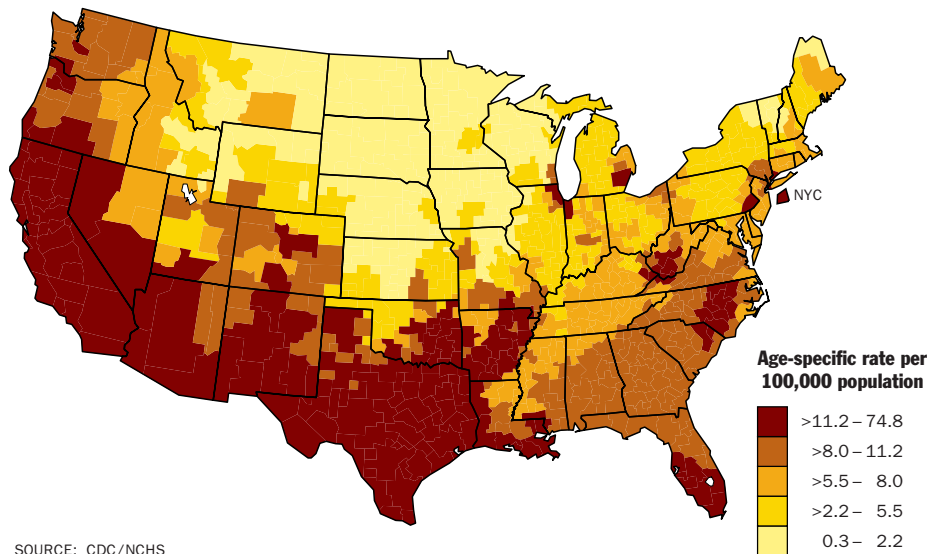 NYC
Age-specific rate per
100,000 population
>11.2 – 74.8
>8.0 – 11.2
>5.5 – 8.0
>2.2 – 5.5
0.3 – 2.2
SOURCE: CDC/NCHS